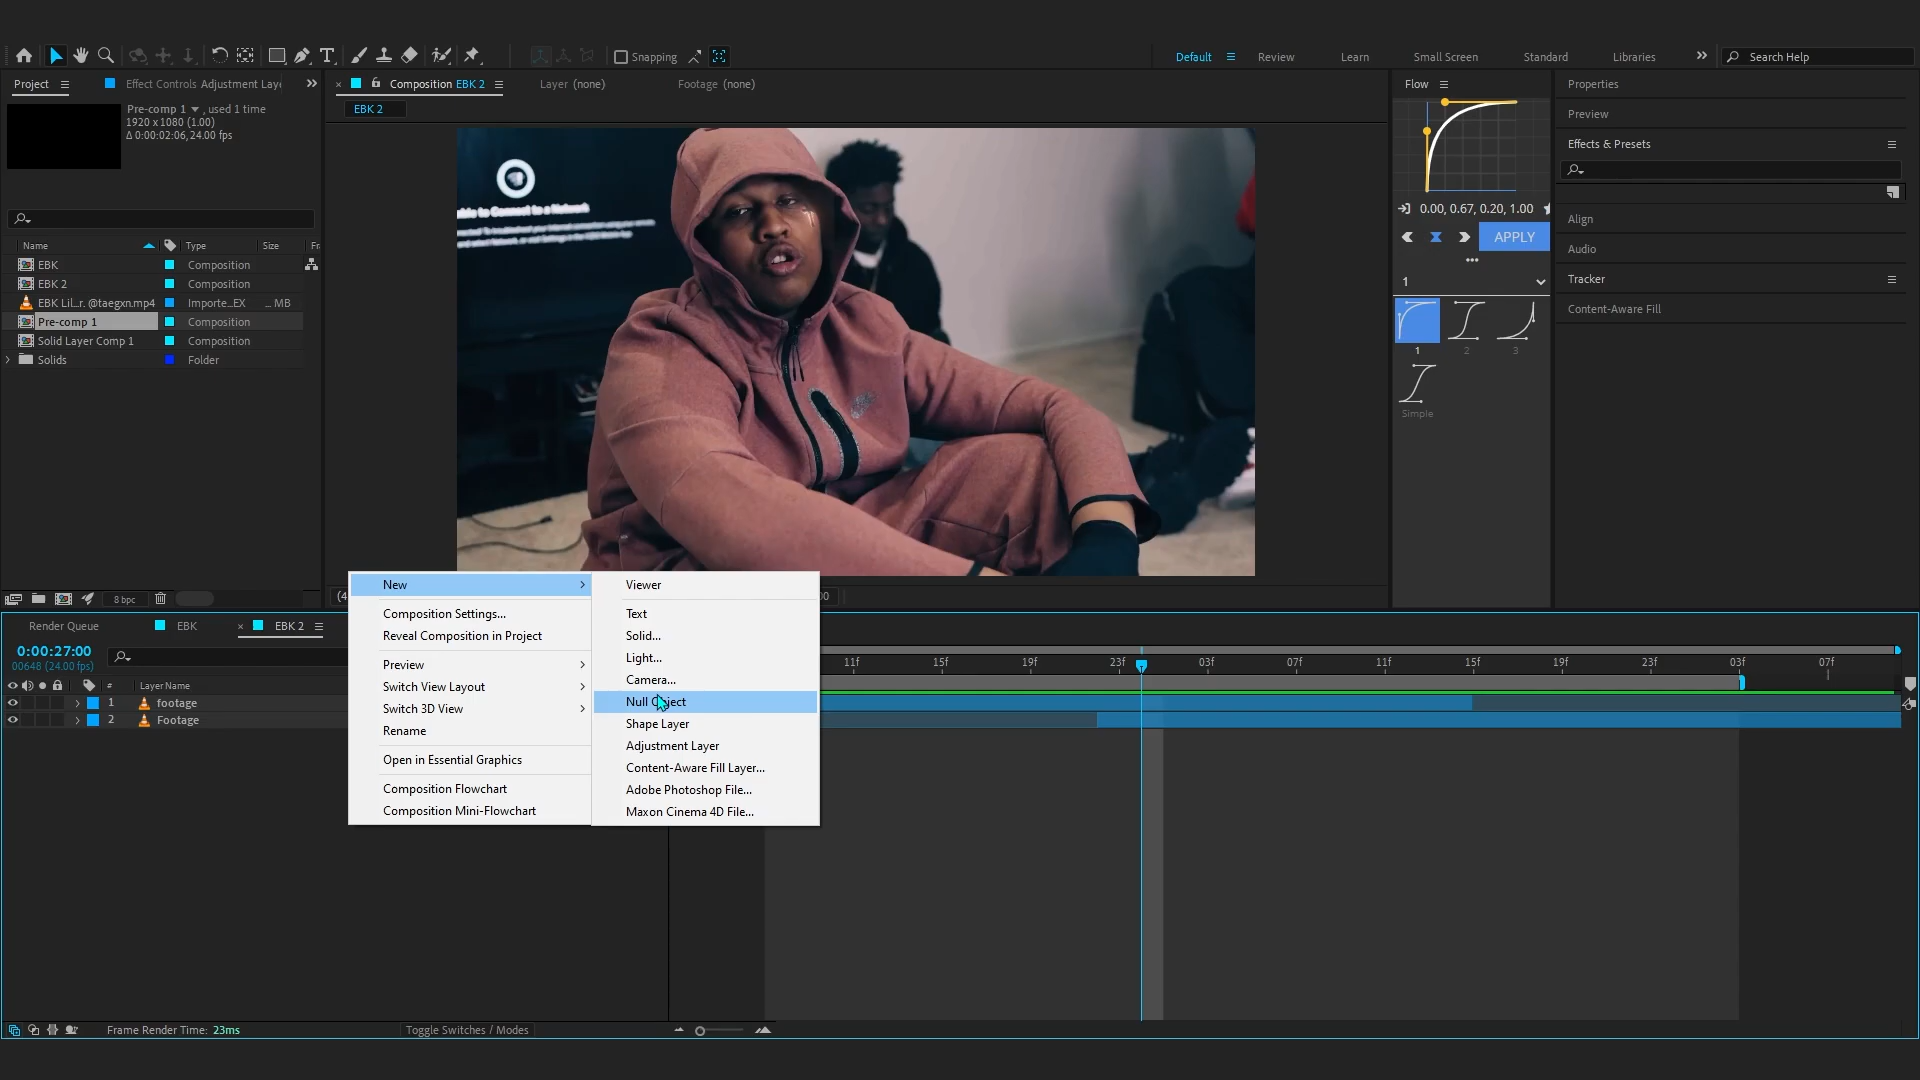 Snapping
Default
Review
Learn
Small Screen
Standard
Libraries
Search Help
Project
Effect Controls Adjustment Laye
Composition EBK 2
Layer (none)
Footage (none)
Flow
Properties
EBK 2
Pre-comp 1 , used 1 time
1920 x 1080 (1.00)
Δ 0:00:02:06, 24.00 fps
Preview
Effects & Presets
0.00, 0.67, 0.20, 1.00
APPLY
Align
Audio
Tracker
Content-Aware Fill
1
1
2
3
Simple
able to Connect to a Network
Name
Type
Size
Fr
EBK
Composition
EBK 2
Composition
EBK Lil...r. @taegxn.mp4
Importe...EX
... MB
Pre-comp 1
Composition
Solid Layer Comp 1
Composition
Solids
Folder
8 bpc
(4
00
New
Composition Settings...
Reveal Composition in Project
Preview
Switch View Layout
Switch 3D View
Rename
Open in Essential Graphics
Composition Flowchart
Composition Mini-Flowchart
Viewer
Text
Solid...
Light...
Camera...
Null Object
Shape Layer
Adjustment Layer
Content-Aware Fill Layer...
Adobe Photoshop File...
Maxon Cinema 4D File...
Render Queue
EBK
EBK 2
0:00:27:00
00648 (24.00 fps)
11f
15f
19f
23f
03f
07f
11f
15f
19f
23f
03f
07f
#
Layer Name
1
footage
2
Footage
Frame Render Time: 23ms
Toggle Switches / Modes